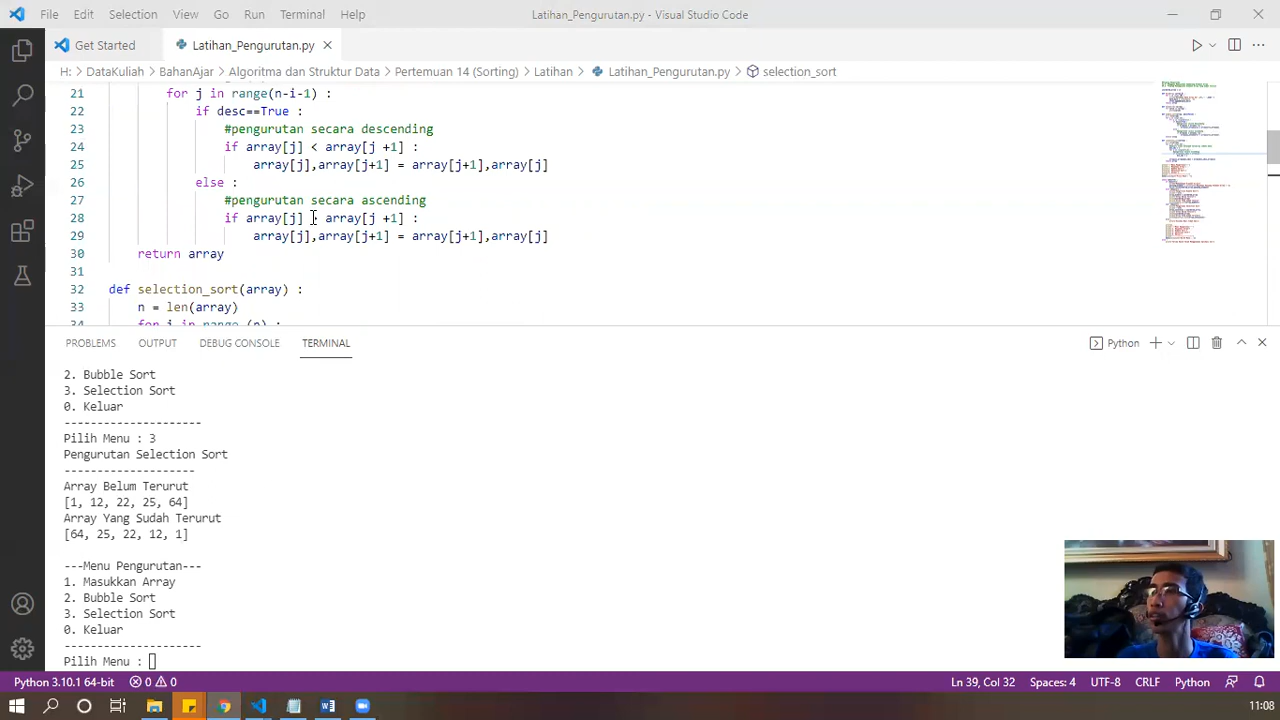 File Edit Selection View Go Run Terminal Help Latihan_Pengurutan.py - Visual Studio Code
Get Started Latihan_Pengurutan.py
H: > DataKuliah > BahanAjar > Algoritma dan Struktur Data > Pertemuan 14 (Sorting) > Latihan > Latihan_Pengurutan.py > selection_sort
21 for j in range(n-i-1) :
22 if desc==True :
23 #pengurutan secara descending
24 if array[j] < array[j +1] :
25 array[j], array[j+1] = array[j+1], array[j]
26 else :
27 #pengurutan secara ascending
28 if array[j] > array[j +1] :
29 array[j], array[j+1] = array[j+1], array[j]
30 return array
31
32 def selection_sort(array) :
33 n = len(array)
34 for i in range (n) :
PROBLEMS OUTPUT DEBUG CONSOLE TERMINAL Python
2. Bubble Sort
3. Selection Sort
0. Keluar
---------------------
Pilih Menu : 3
Pengurutan Selection Sort
--------------------
Array Belum Terurut
[1, 12, 22, 25, 64]
Array Yang Sudah Terurut
[64, 25, 22, 12, 1]
---Menu Pengurutan---
1. Masukkan Array
2. Bubble Sort
3. Selection Sort
0. Keluar
---------------------
Pilih Menu :
Python 3.10.1 64-bit 0 0 Ln 39, Col 32 Spaces: 4 UTF-8 CRLF Python
11:08